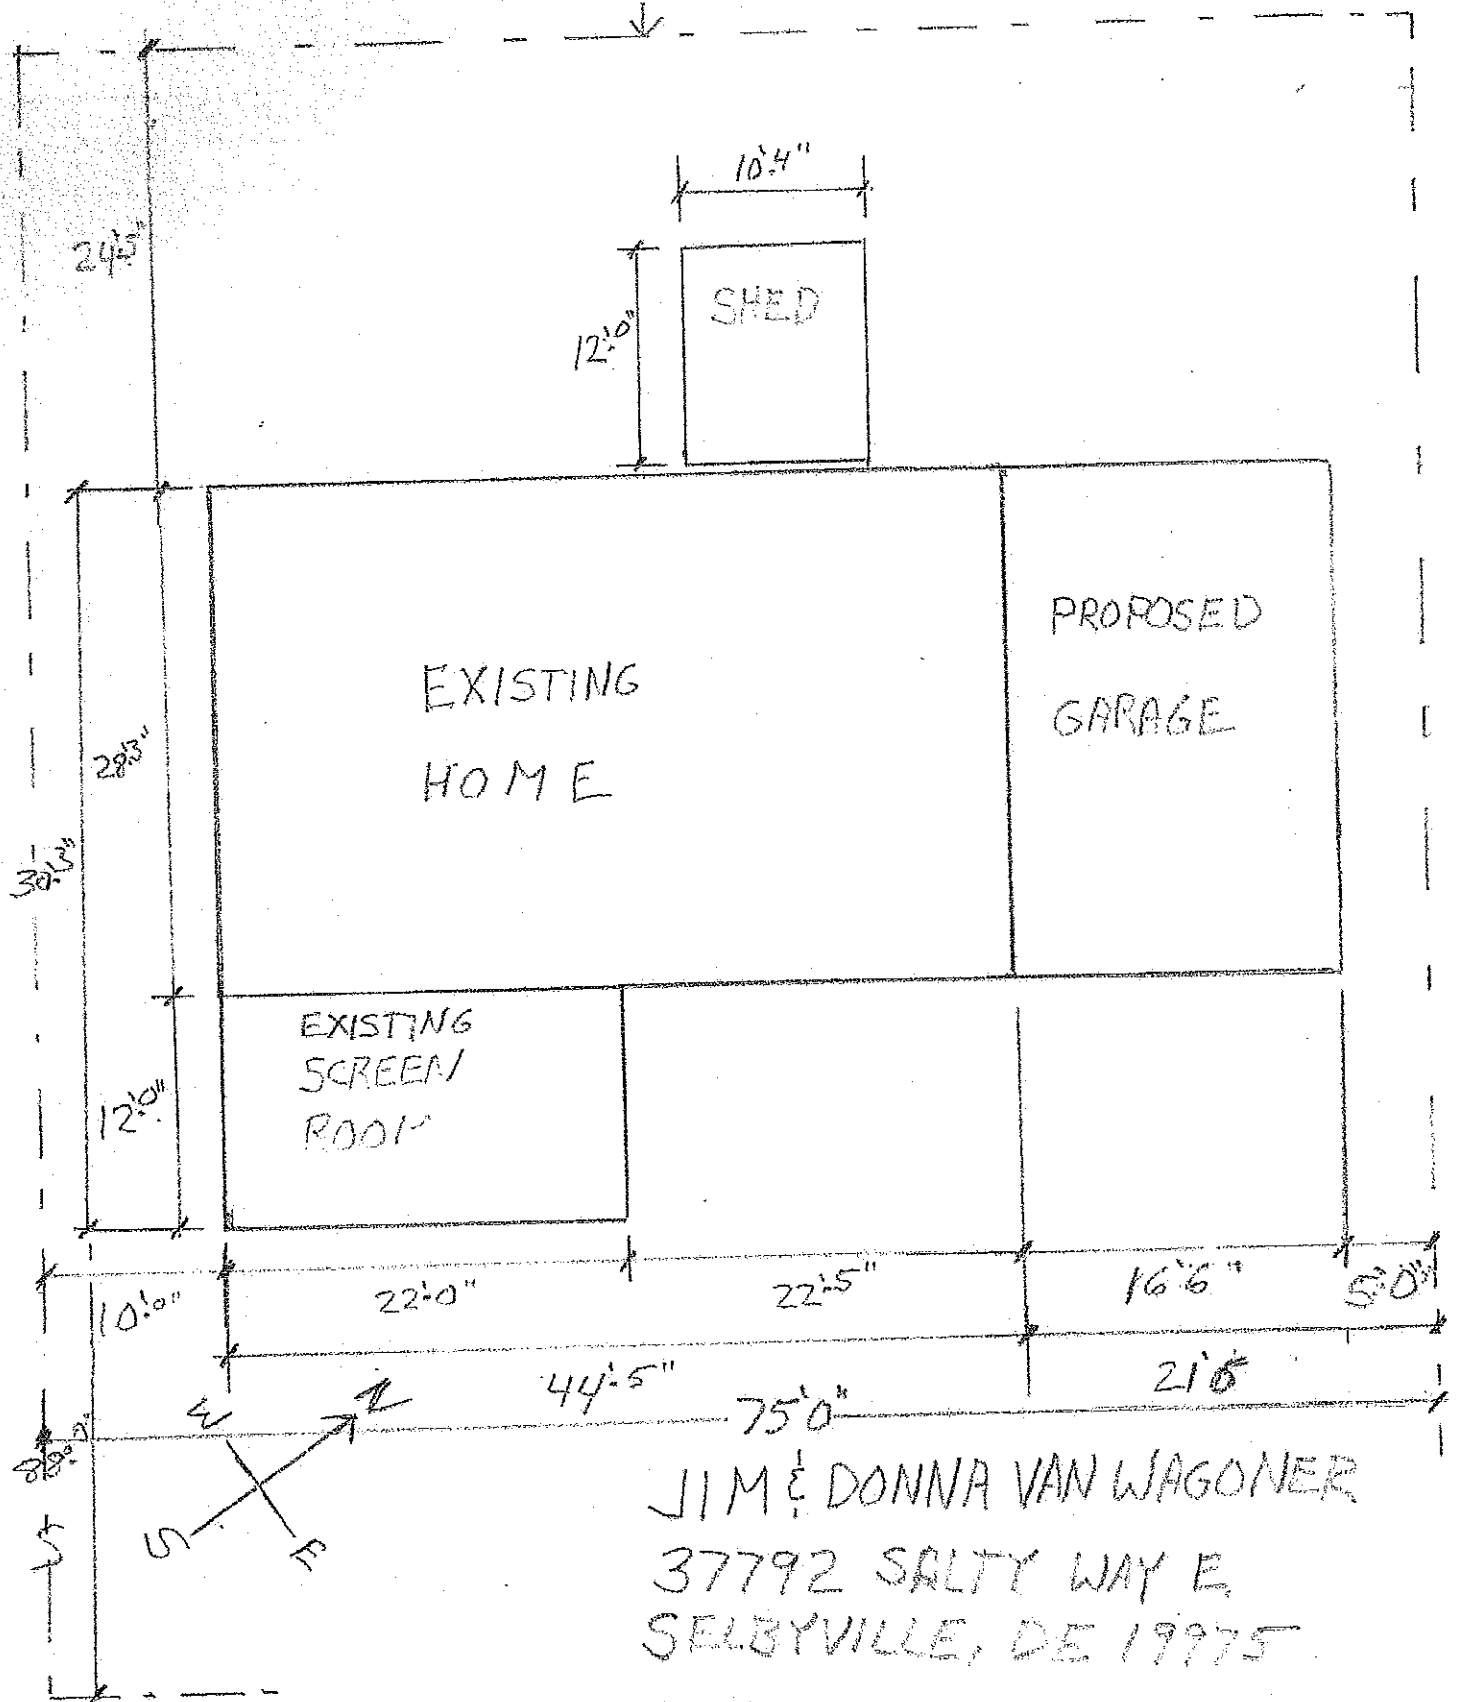 10'-4"
24'-5"
SHED
12'-0"
PROPOSED
GARAGE
EXISTING
HOME
28'-3"
30'-3"
EXISTING
SCREEN
ROOM
12'-0"
10'-0"
22'-0"
22'-5"
16'-6"
5'-0"
44'-5"
75'0"
W
N
S
E
JIM & DONNA VAN WAGONER
37792 SALTY WAY E.
SELBYVILLE, DE 19975